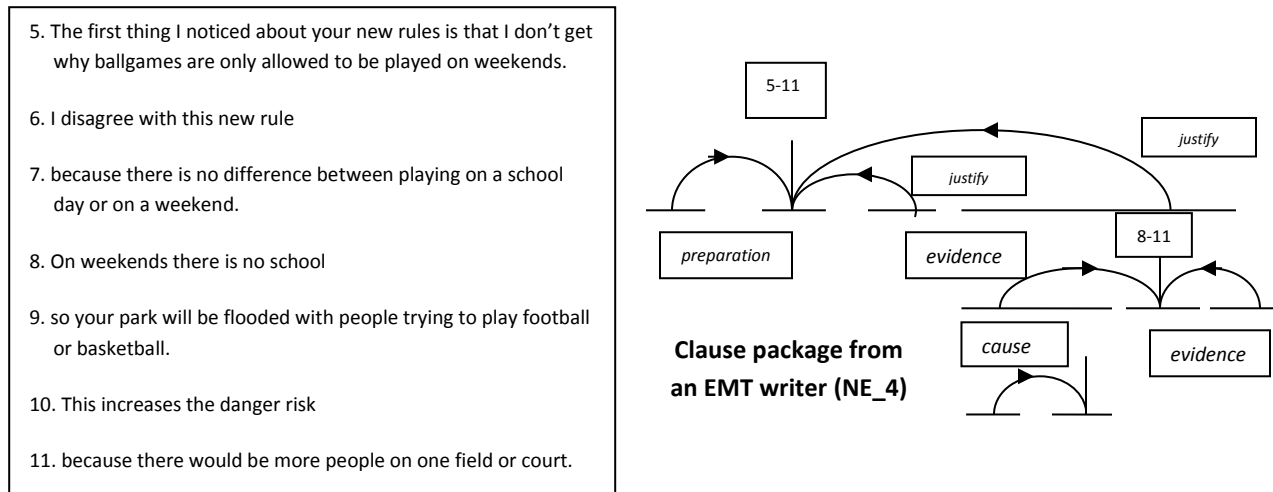 5. The first thing I noticed about your new rules is that I don’t get
why ballgames are only allowed to be played on weekends.
6. I disagree with this new rule
7. because there is no difference between playing on a school
day or on a weekend.
8. On weekends there is no school
9. so your park will be flooded with people trying to play football
or basketball.
10. This increases the danger risk
11. because there would be more people on one field or court.
5-11
justify
justify
preparation
evidence
8-11
cause
evidence
Clause package from
an EMT writer (NE_4)